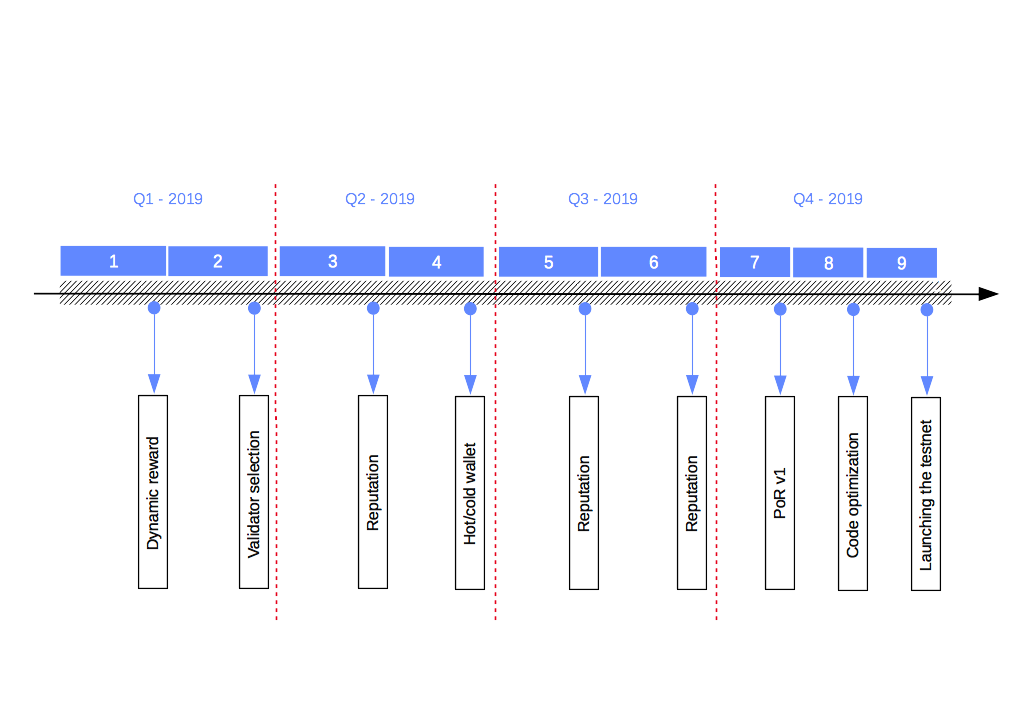 Q1 - 2019
Q2 - 2019
Q3 - 2019
Q4 - 2019
1
2
3
4
5
6
7
8
9
Dynamic reward
Validator selection
Reputation
Hot/cold wallet
Reputation
Reputation
PoR v1
Code optimization
Launching the testnet